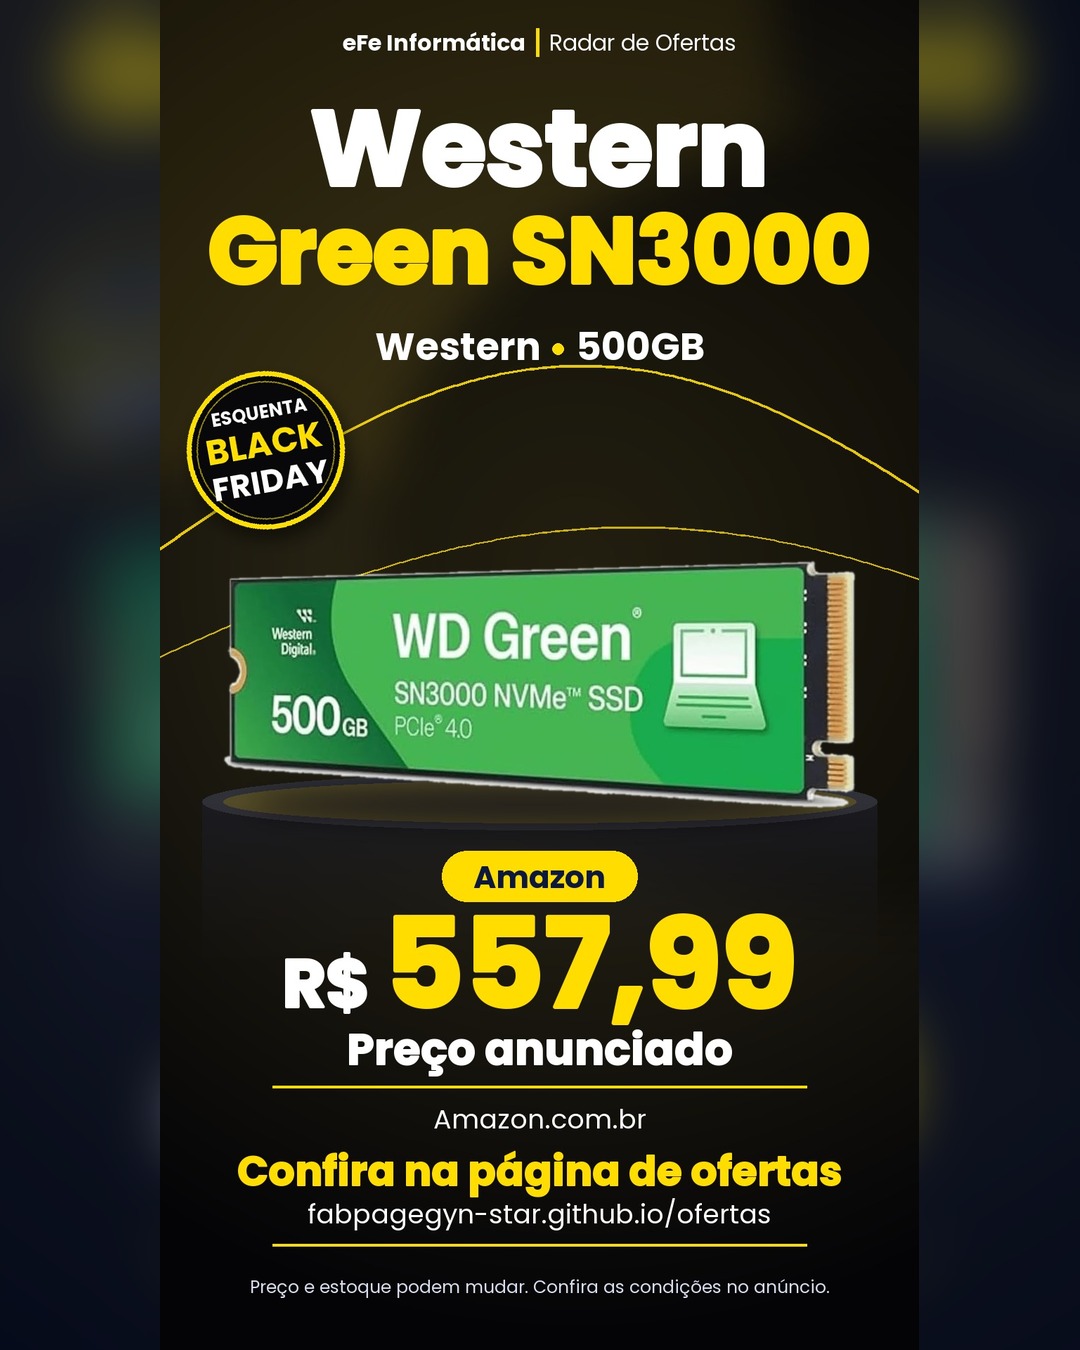 eFe Informática | Radar de Ofertas
Western
Green SN3000
Western • 500GB
ESQUENTA
BLACK
FRIDAY
Western
Digital®
500GB
WD Green®
SN3000 NVMe™ SSD
PCIe® 4.0
Amazon
R$ 557,99
Preço anunciado
Amazon.com.br
Confira na página de ofertas
fabpagegyn-star.github.io/ofertas
Preço e estoque podem mudar. Confira as condições no anúncio.